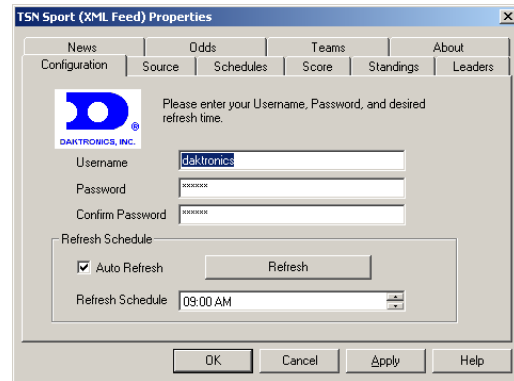 TSN Sport (XML Feed) Properties
News Odds Teams About
Configuration Source Schedules Score Standings Leaders
Please enter your Username, Password, and desired
refresh time.
®
DAKTRONICS, INC.
Username daktronics
Password ******
Confirm Password ******
Refresh Schedule
Auto Refresh Refresh
Refresh Schedule 09:00 AM
OK Cancel Apply Help